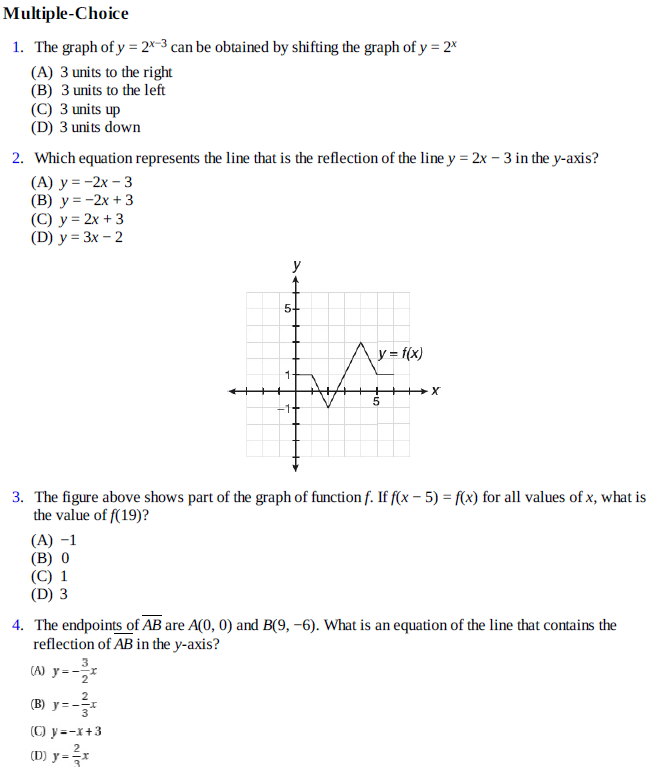 Multiple-Choice
1. The graph of y = 2ˣ⁻³ can be obtained by shifting the graph of y = 2ˣ
(A) 3 units to the right
(B) 3 units to the left
(C) 3 units up
(D) 3 units down
2. Which equation represents the line that is the reflection of the line y = 2x − 3 in the y-axis?
(A) y = −2x − 3
(B) y = −2x + 3
(C) y = 2x + 3
(D) y = 3x − 2
y
5
y = f(x)
1
x
5
−1
3. The figure above shows part of the graph of function f. If f(x − 5) = f(x) for all values of x, what is
the value of f(19)?
(A) −1
(B) 0
(C) 1
(D) 3
4. The endpoints of A̅B̅ are A(0, 0) and B(9, −6). What is an equation of the line that contains the
reflection of A̅B̅ in the y-axis?
(A) y = −3/2 x
(B) y = −2/3 x
(C) y = −x + 3
(D) y = 2/3 x